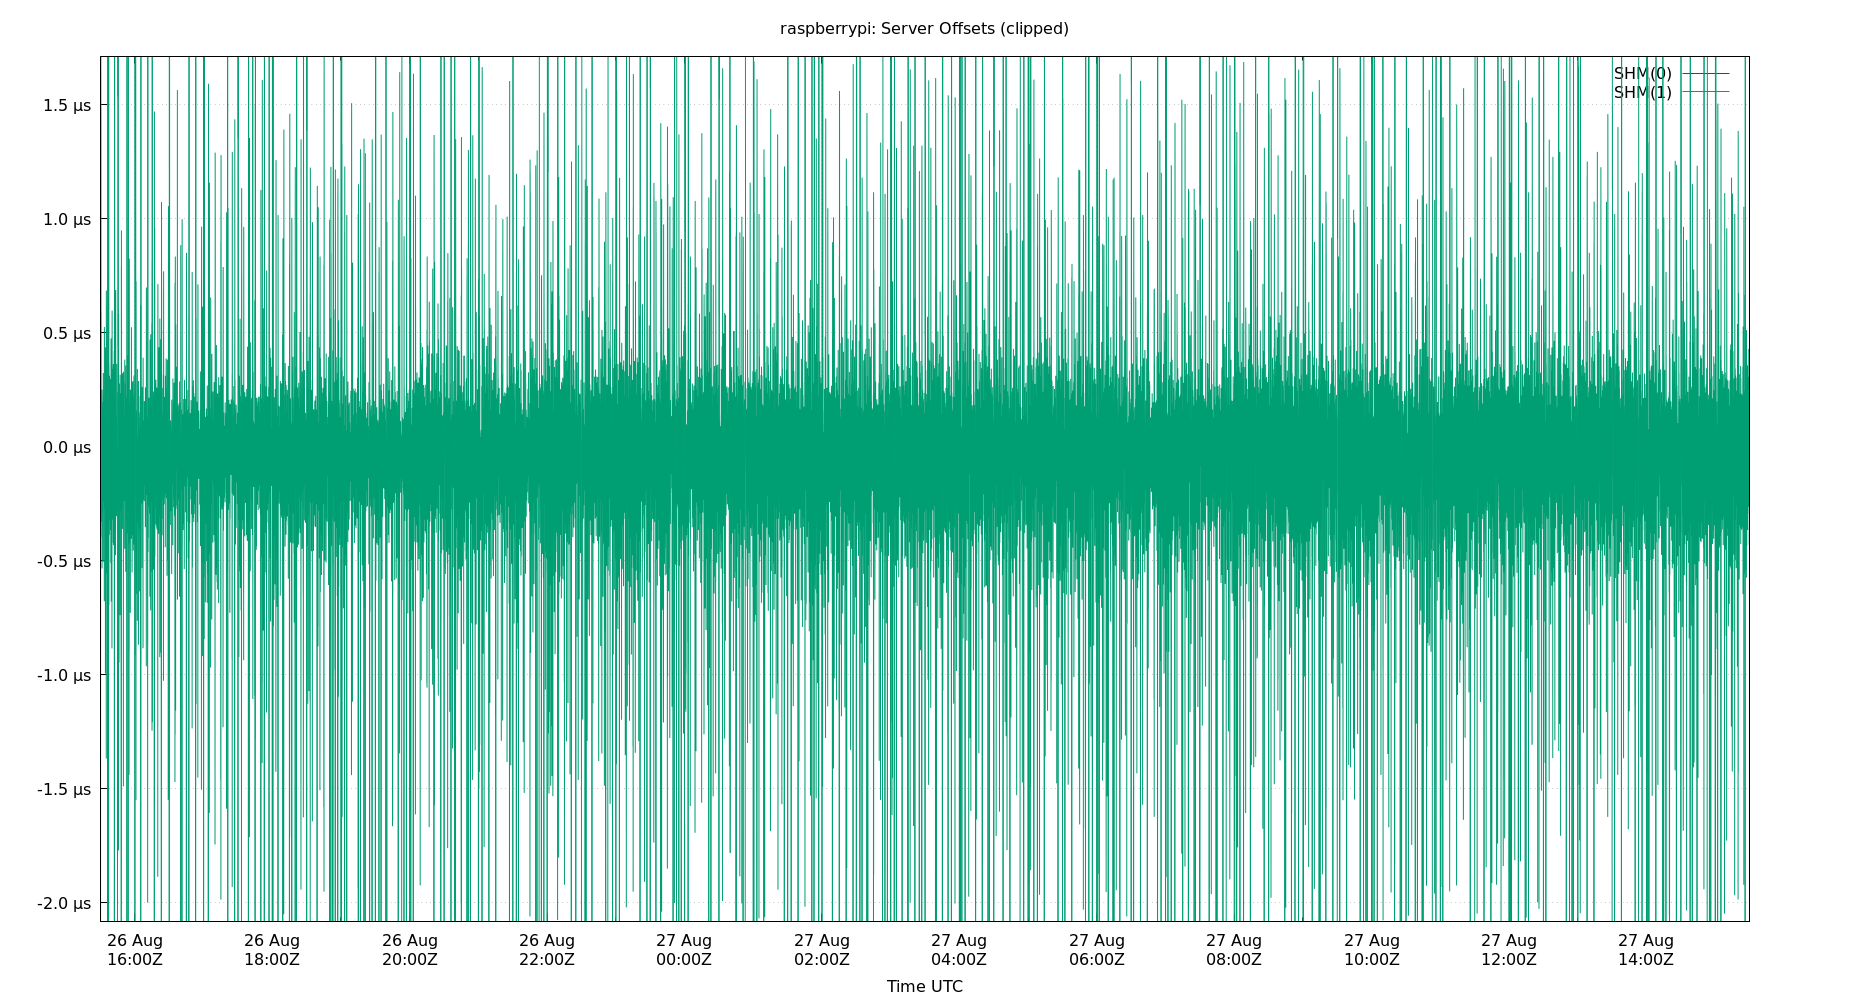 raspberrypi: Server Offsets (clipped)
SHM(0)
SHM(1)
1.5 µs
1.0 µs
0.5 µs
0.0 µs
-0.5 µs
-1.0 µs
-1.5 µs
-2.0 µs
26 Aug 26 Aug 26 Aug 26 Aug 27 Aug 27 Aug 27 Aug 27 Aug 27 Aug 27 Aug 27 Aug 27 Aug
16:00Z 18:00Z 20:00Z 22:00Z 00:00Z 02:00Z 04:00Z 06:00Z 08:00Z 10:00Z 12:00Z 14:00Z
Time UTC